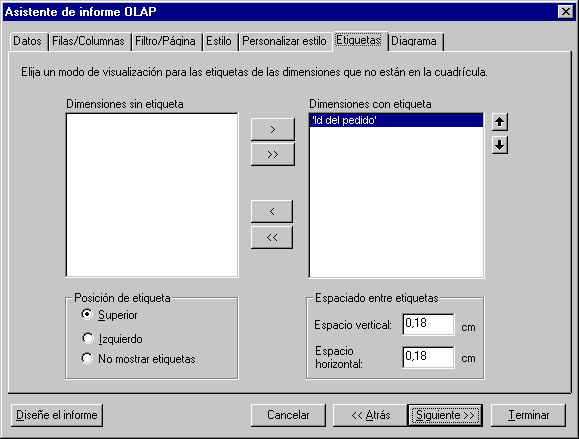 Asistente de informe OLAP
Datos Filas/Columnas Filtro/Página Estilo Personalizar estilo Etiquetas Diagrama
Elija un modo de visualización para las etiquetas de las dimensiones que no están en la cuadrícula.
Dimensiones sin etiqueta
Dimensiones con etiqueta
'Id del pedido'
>
>>
<
<<
Posición de etiqueta
Superior
Izquierdo
No mostrar etiquetas
Espaciado entre etiquetas
Espacio vertical: 0,18 cm
Espacio
horizontal: 0,18 cm
Diseñe el informe Cancelar << Atrás Siguiente >> Terminar